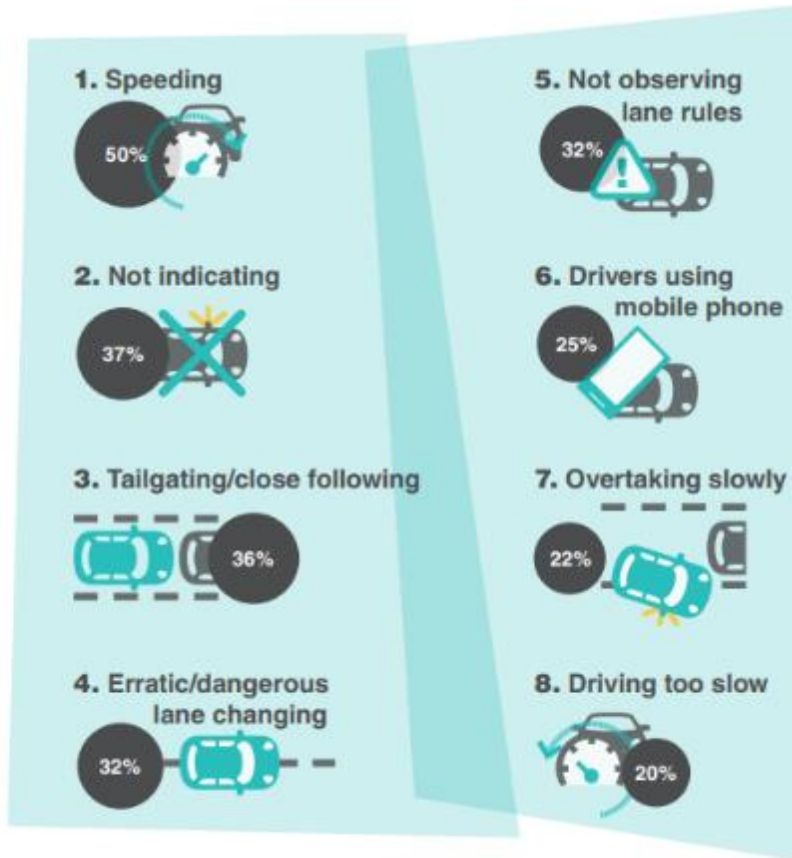 1. Speeding
50%
2. Not indicating
37%
3. Tailgating/close following
36%
4. Erratic/dangerous
lane changing
32%
5. Not observing
lane rules
32%
!
6. Drivers using
mobile phone
25%
7. Overtaking slowly
22%
8. Driving too slow
20%